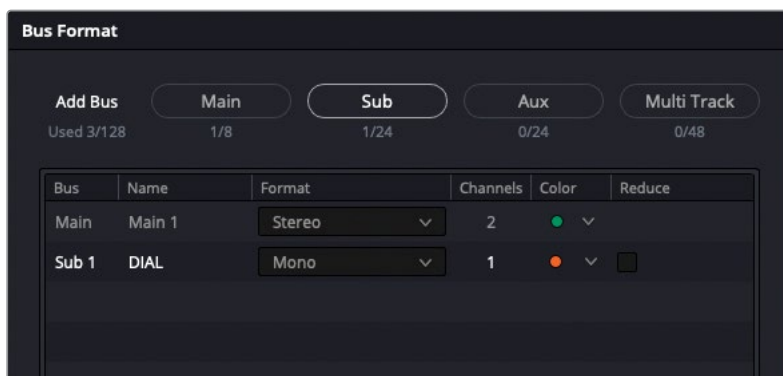 Bus Format
Add Bus Main Sub Aux Multi Track
Used 3/128 1/8 1/24 0/24 0/48
Bus Name Format Channels Color Reduce
Main Main 1 Stereo 2
Sub 1 DIAL Mono 1